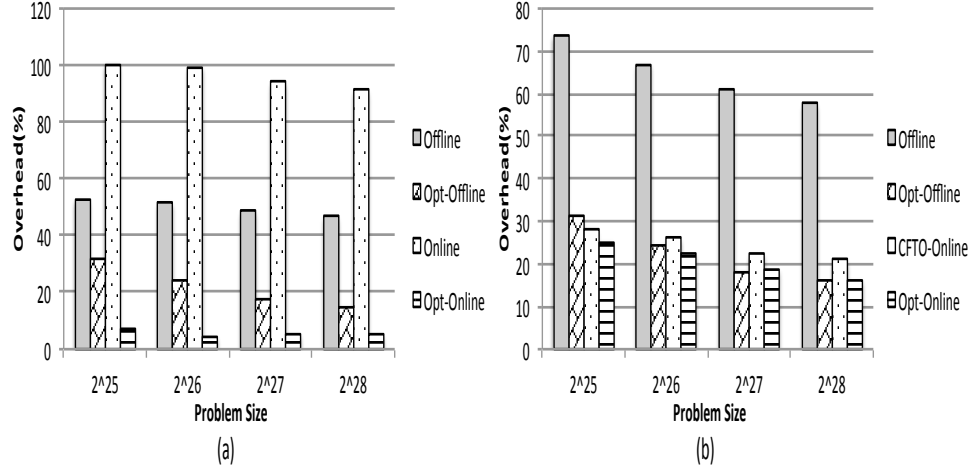 120
100
80
60
40
20
0
Overhead(%)
2^25 2^26 2^27 2^28
Problem Size
(a)
Offline
Opt-Offline
Online
Opt-Online
80
70
60
50
40
30
20
10
0
Overhead(%)
2^25 2^26 2^27 2^28
Problem Size
(b)
Offline
Opt-Offline
CFTO-Online
Opt-Online